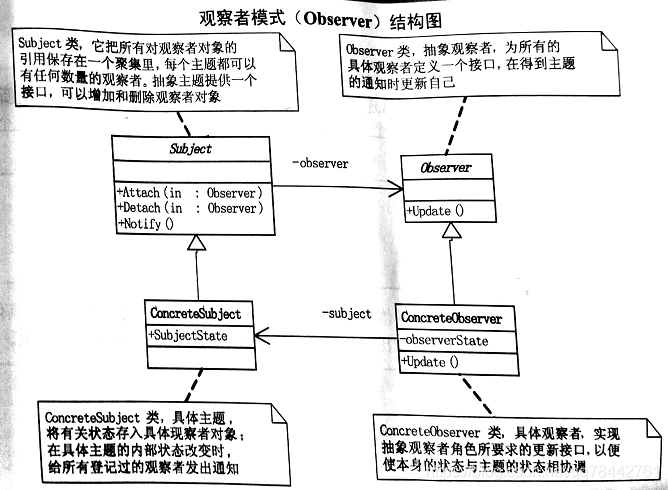 观察者模式（Observer）结构图
Subject 类，它把所有对观察者对象的
引用保存在一个聚集里，每个主题都可以
有任何数量的观察者。抽象主题提供一个
接口，可以增加和删除观察者对象
Observer 类，抽象观察者，为所有的
具体观察者定义一个接口，在得到主题
的通知时更新自己
Subject
+Attach(in : Observer)
+Detach(in : Observer)
+Notify()
-observer
Observer
+Update()
ConcreteSubject
+SubjectState
-subject
ConcreteObserver
-observerState
+Update()
ConcreteSubject 类，具体主题，
将有关状态存入具体现察者对象；
在具体主题的内部状态改变时，
给所有登记过的观察者发出通知
ConcreteObserver 类，具体观察者，实现
抽象观察者角色所要求的更新接口，以便
使本身的状态与主题的状态相协调